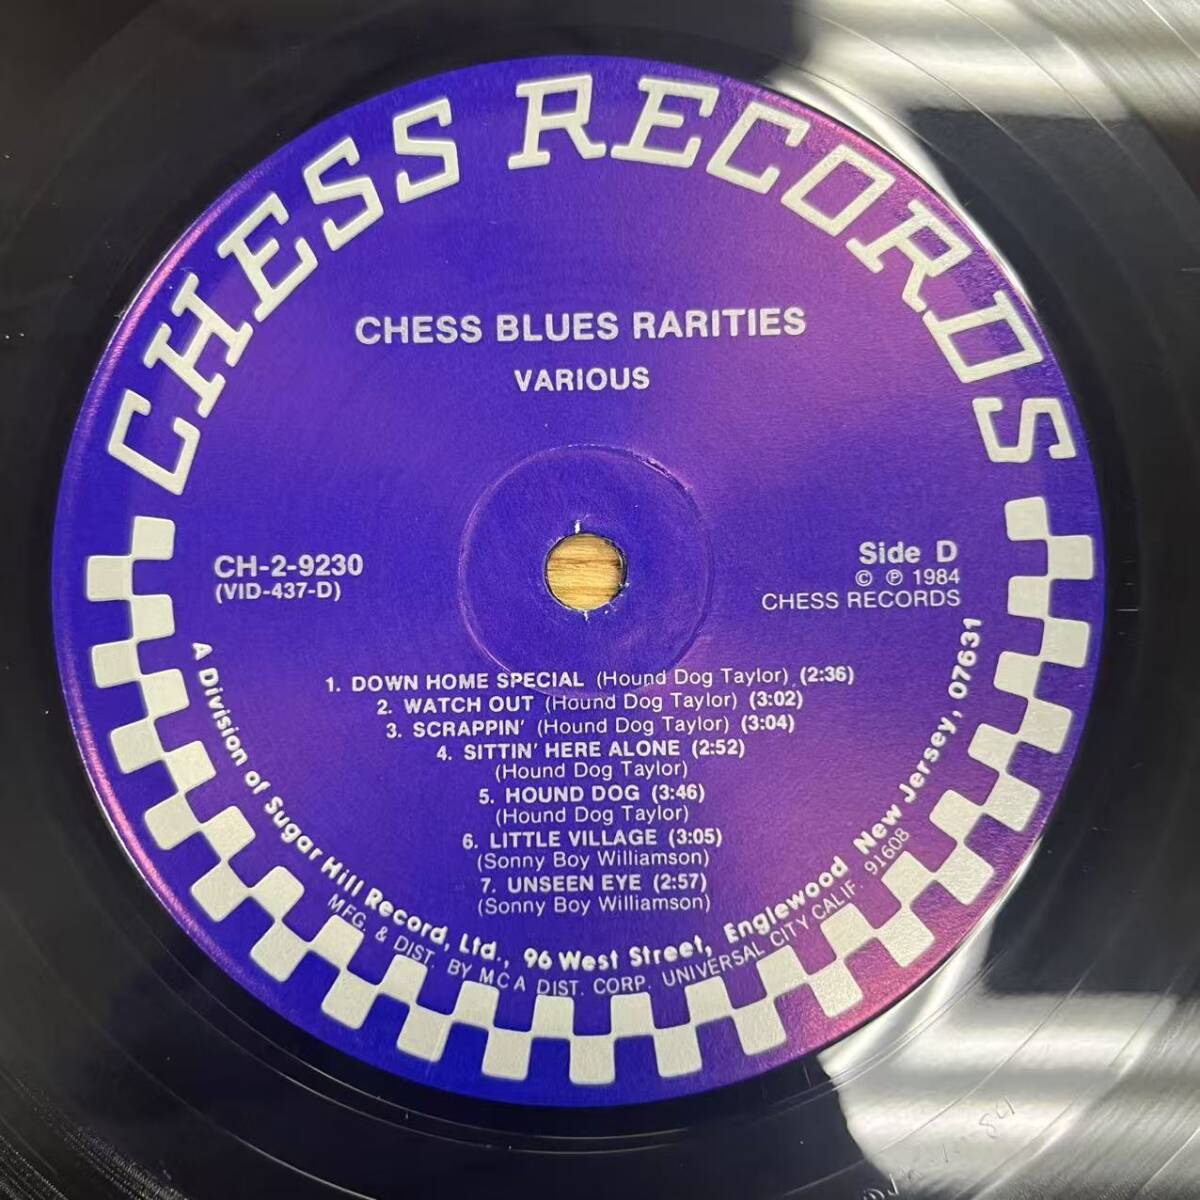 CHESS RECORDS
CHESS BLUES RARITIES
VARIOUS
CH-2-9230
(VID-437-D)
Side D
© ℗ 1984
CHESS RECORDS
1. DOWN HOME SPECIAL (Hound Dog Taylor) (2:36)
2. WATCH OUT (Hound Dog Taylor) (3:02)
3. SCRAPPIN' (Hound Dog Taylor) (3:04)
4. SITTIN' HERE ALONE (2:52)
(Hound Dog Taylor)
5. HOUND DOG (3:46)
(Hound Dog Taylor)
6. LITTLE VILLAGE (3:05)
(Sonny Boy Williamson)
7. UNSEEN EYE (2:57)
(Sonny Boy Williamson)
A Division of Sugar Hill Record, Ltd., 96 West Street, Englewood New Jersey, 07631
MFG. & DIST. BY MCA DIST. CORP. UNIVERSAL CITY CALIF. 91608